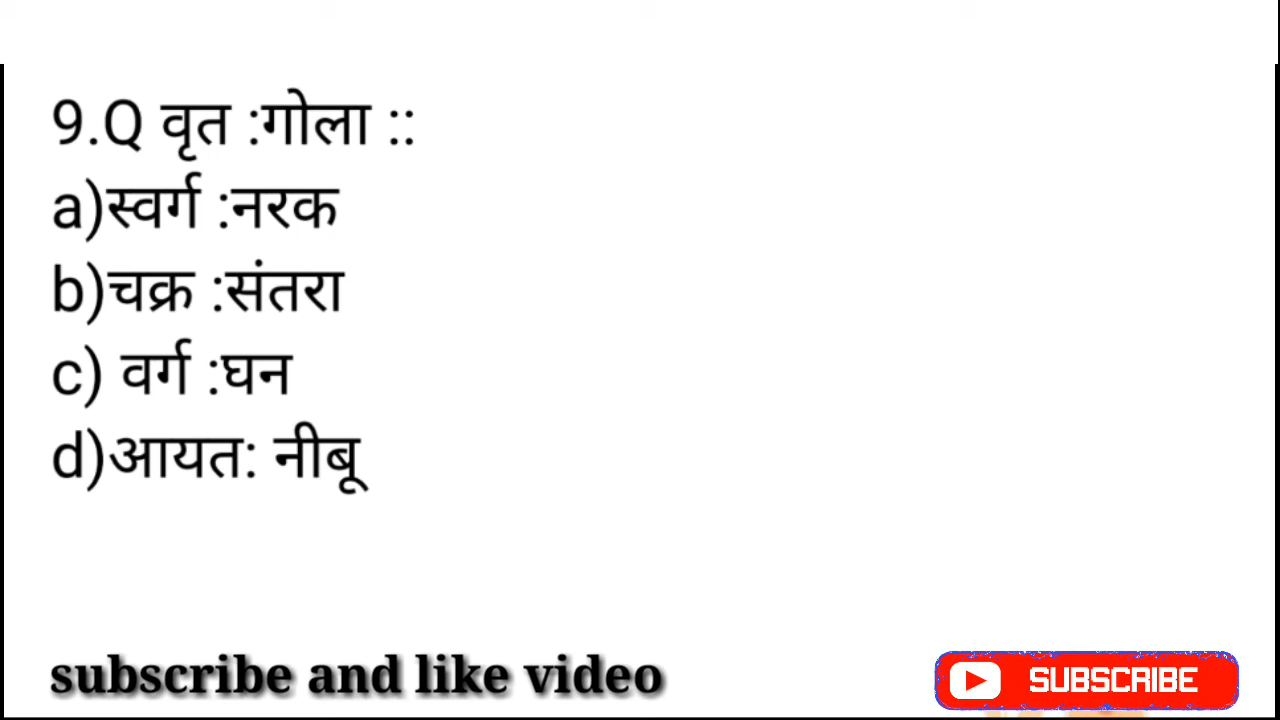 9.Q वृत :गोला ::
a)स्वर्ग :नरक
b)चक्र :संतरा
c) वर्ग :घन
d)आयत: नीबू
subscribe and like video
SUBSCRIBE